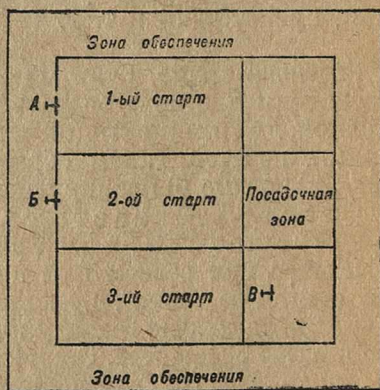 Зона обеспечения
А
1-ый старт
Б
2-ой старт
Посадочная
зона
3-ий старт
В
Зона обеспечения